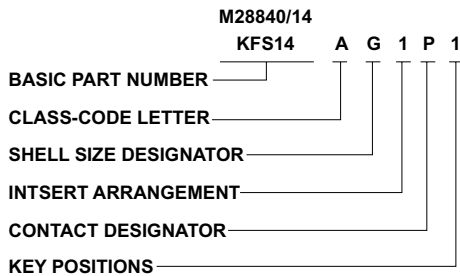 M28840/14
KFS14 A G 1 P 1
BASIC PART NUMBER
CLASS-CODE LETTER
SHELL SIZE DESIGNATOR
INTSERT ARRANGEMENT
CONTACT DESIGNATOR
KEY POSITIONS